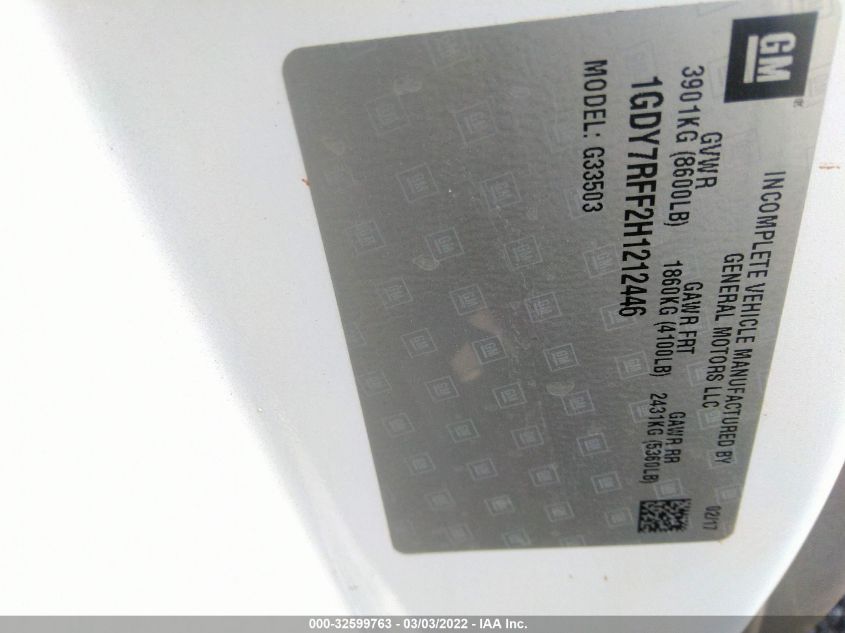 GM
INCOMPLETE VEHICLE MANUFACTURED BY
GENERAL MOTORS LLC
02/17
GVWR GAWR FRT GAWR RR
3901KG (8600LB) 1860KG (4100LB) 2431KG (5360LB)
1GDY7RFF2H1212446
MODEL: G33503
000-32599763 - 03/03/2022 - IAA Inc.